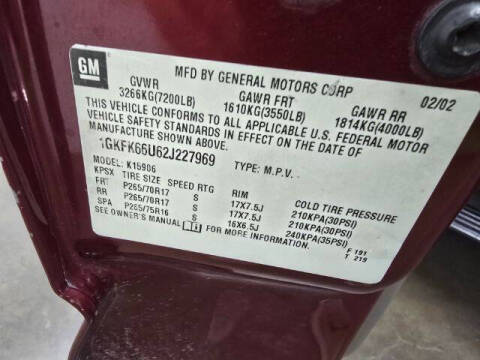 GM
MFD BY GENERAL MOTORS CORP 02/02
GVWR GAWR FRT GAWR RR
3266KG(7200LB) 1610KG(3550LB) 1814KG(4000LB)
THIS VEHICLE CONFORMS TO ALL APPLICABLE U.S. FEDERAL MOTOR
VEHICLE SAFETY STANDARDS IN EFFECT ON THE DATE OF
MANUFACTURE SHOWN ABOVE.
1GKFK66U62J227969 TYPE: M.P.V.
MODEL: K15906
KPSX TIRE SIZE SPEED RTG RIM COLD TIRE PRESSURE
FRT P265/70R17 S 17X7.5J 210KPA(30PSI)
RR P265/70R17 S 17X7.5J 210KPA(30PSI)
SPA P265/75R16 S 16X6.5J 240KPA(35PSI)
SEE OWNER'S MANUAL i FOR MORE INFORMATION.
F 191
T 219